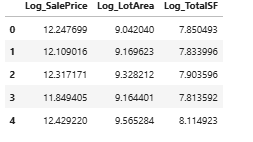 Log_SalePrice Log_LotArea Log_TotalSF
0 12.247699 9.042040 7.850493
1 12.109016 9.169623 7.833996
2 12.317171 9.328212 7.903596
3 11.849405 9.164401 7.813592
4 12.429220 9.565284 8.114923